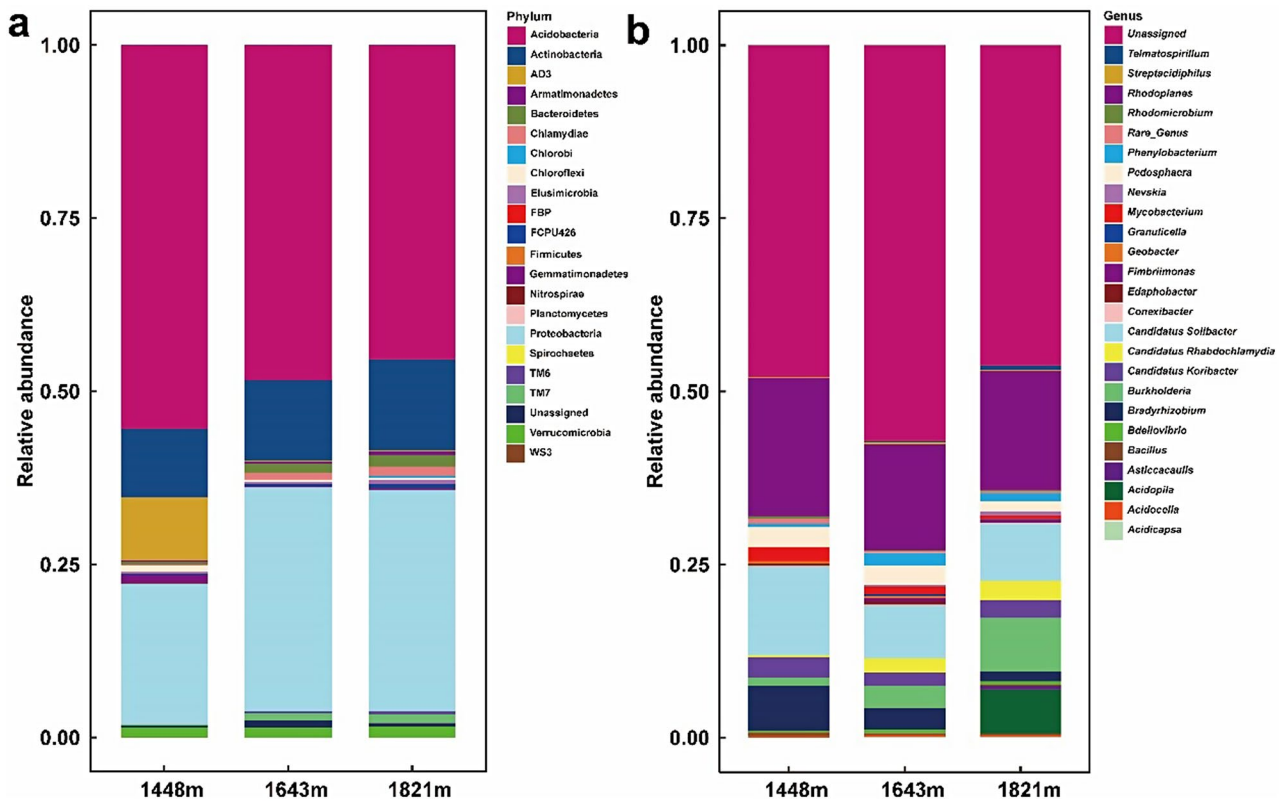 a
Relative abundance
1.00
0.75
0.50
0.25
0.00
1448m
1643m
1821m
Phylum
Acidobacteria
Actinobacteria
AD3
Armatimonadetes
Bacteroidetes
Chlamydiae
Chlorobi
Chloroflexi
Elusimicrobia
FBP
FCPU426
Firmicutes
Gemmatimonadetes
Nitrospirae
Planctomycetes
Proteobacteria
Spirochaetes
TM6
TM7
Unassigned
Verrucomicrobia
WS3
b
Relative abundance
1.00
0.75
0.50
0.25
0.00
1448m
1643m
1821m
Genus
Unassigned
Telmatospirillum
Streptacidiphilus
Rhodoplanes
Rhodomicrobium
Rare_Genus
Phenylobacterium
Pedosphaera
Nevskia
Mycobacterium
Granulicella
Geobacter
Fimbriimonas
Edaphobacter
Conexibacter
Candidatus Solibacter
Candidatus Rhabdochlamydia
Candidatus Koribacter
Burkholderia
Bradyrhizobium
Bdellovibrio
Bacillus
Asticcacaulis
Acidopila
Acidocella
Acidicapsa